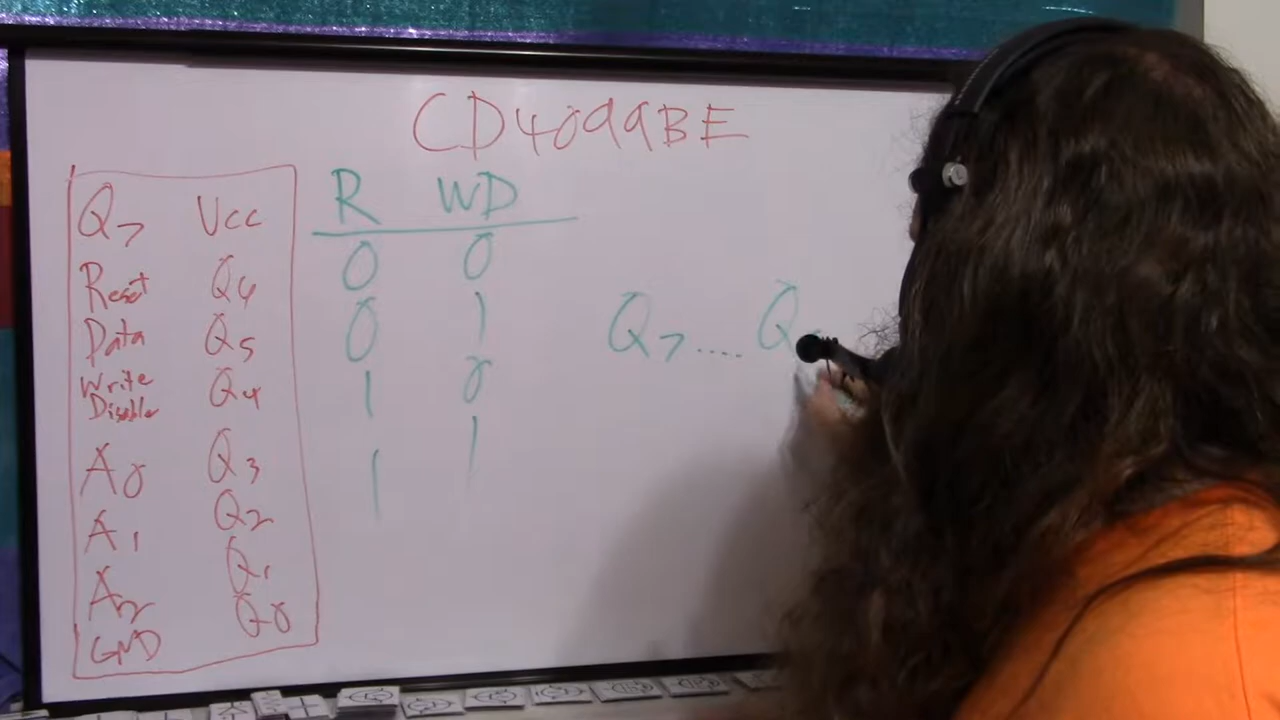 CD4099BE
Q7 Vcc
Reset Q4
Data Q5
Write
Disable Q4
A0 Q3
A1 Q2
A2 Q1
GND Q0
R WD
0 0
0 1
1 0
1 1
Q7 .... Q